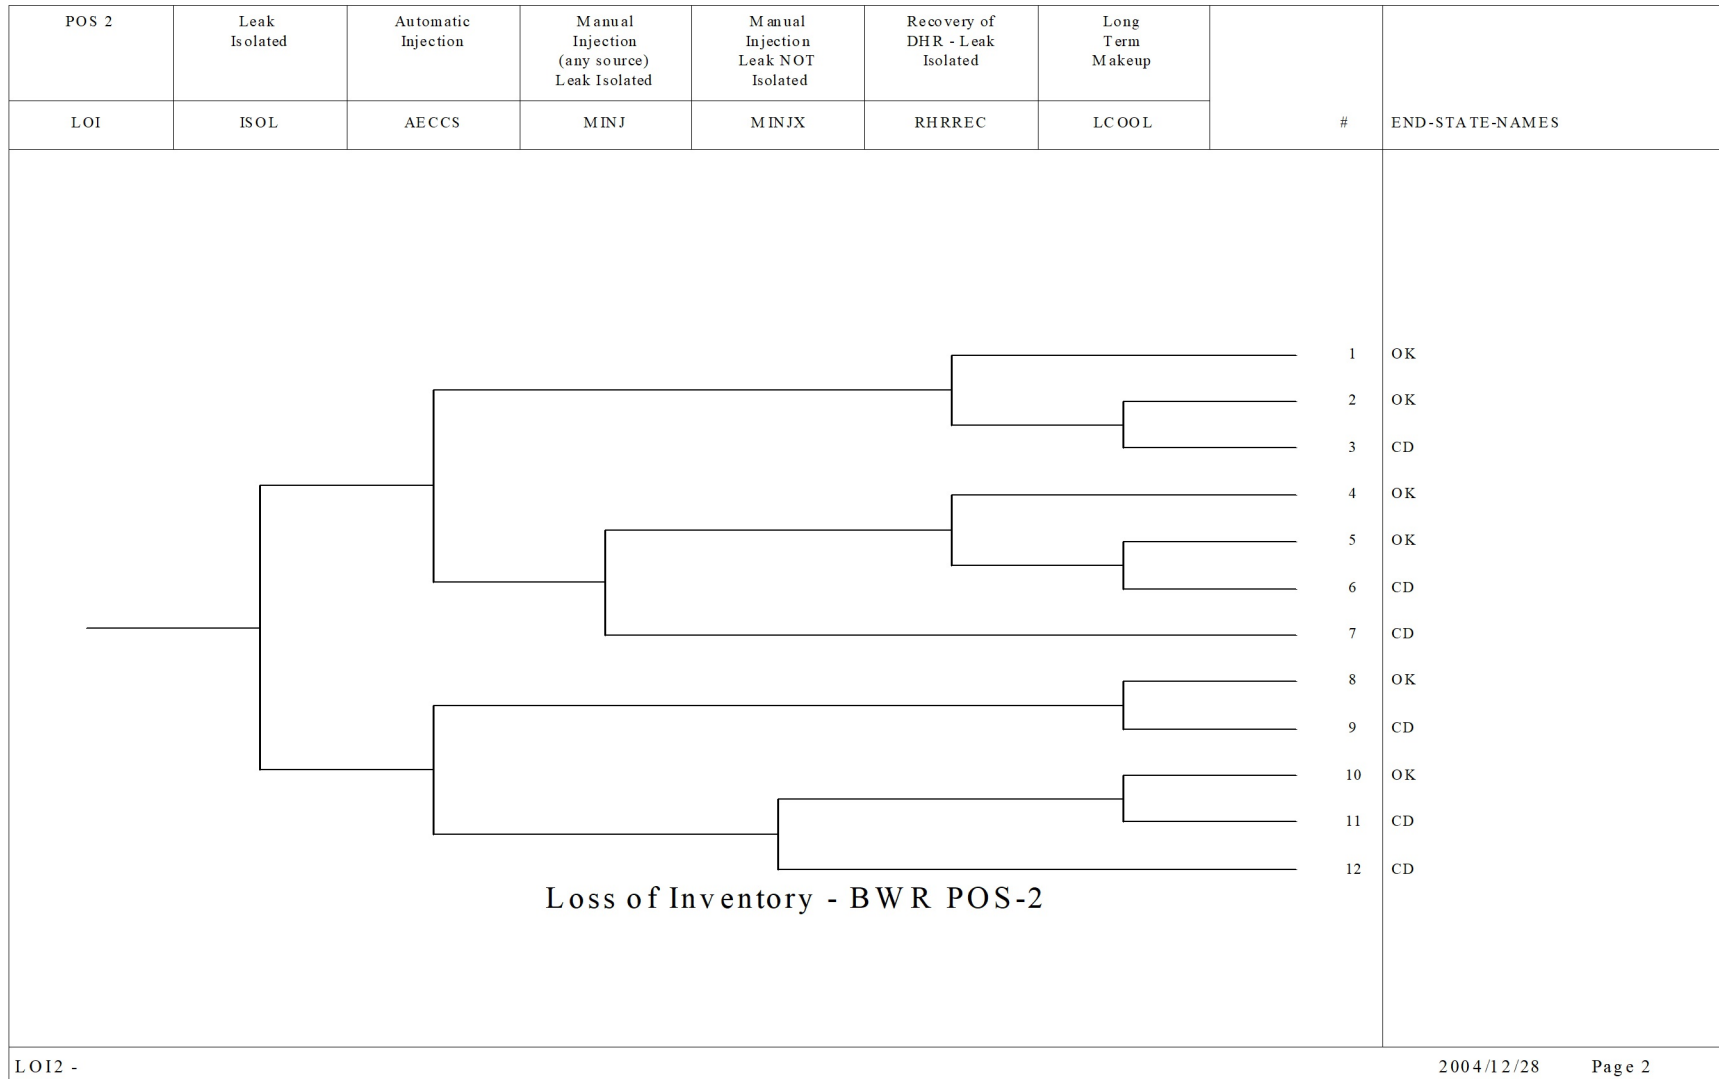 POS 2
Leak
Isolated
Automatic
Injection
Manual
Injection
(any source)
Leak Isolated
Manual
Injection
Leak NOT
Isolated
Recovery of
DHR - Leak
Isolated
Long
Term
Makeup
LOI
ISOL
AECCS
MINJ
MINJX
RHRREC
LCOOL
#
END-STATE-NAMES
1 OK
2 OK
3 CD
4 OK
5 OK
6 CD
7 CD
8 OK
9 CD
10 OK
11 CD
12 CD
Loss of Inventory - BWR POS-2
LOI2 -
2004/12/28 Page 2